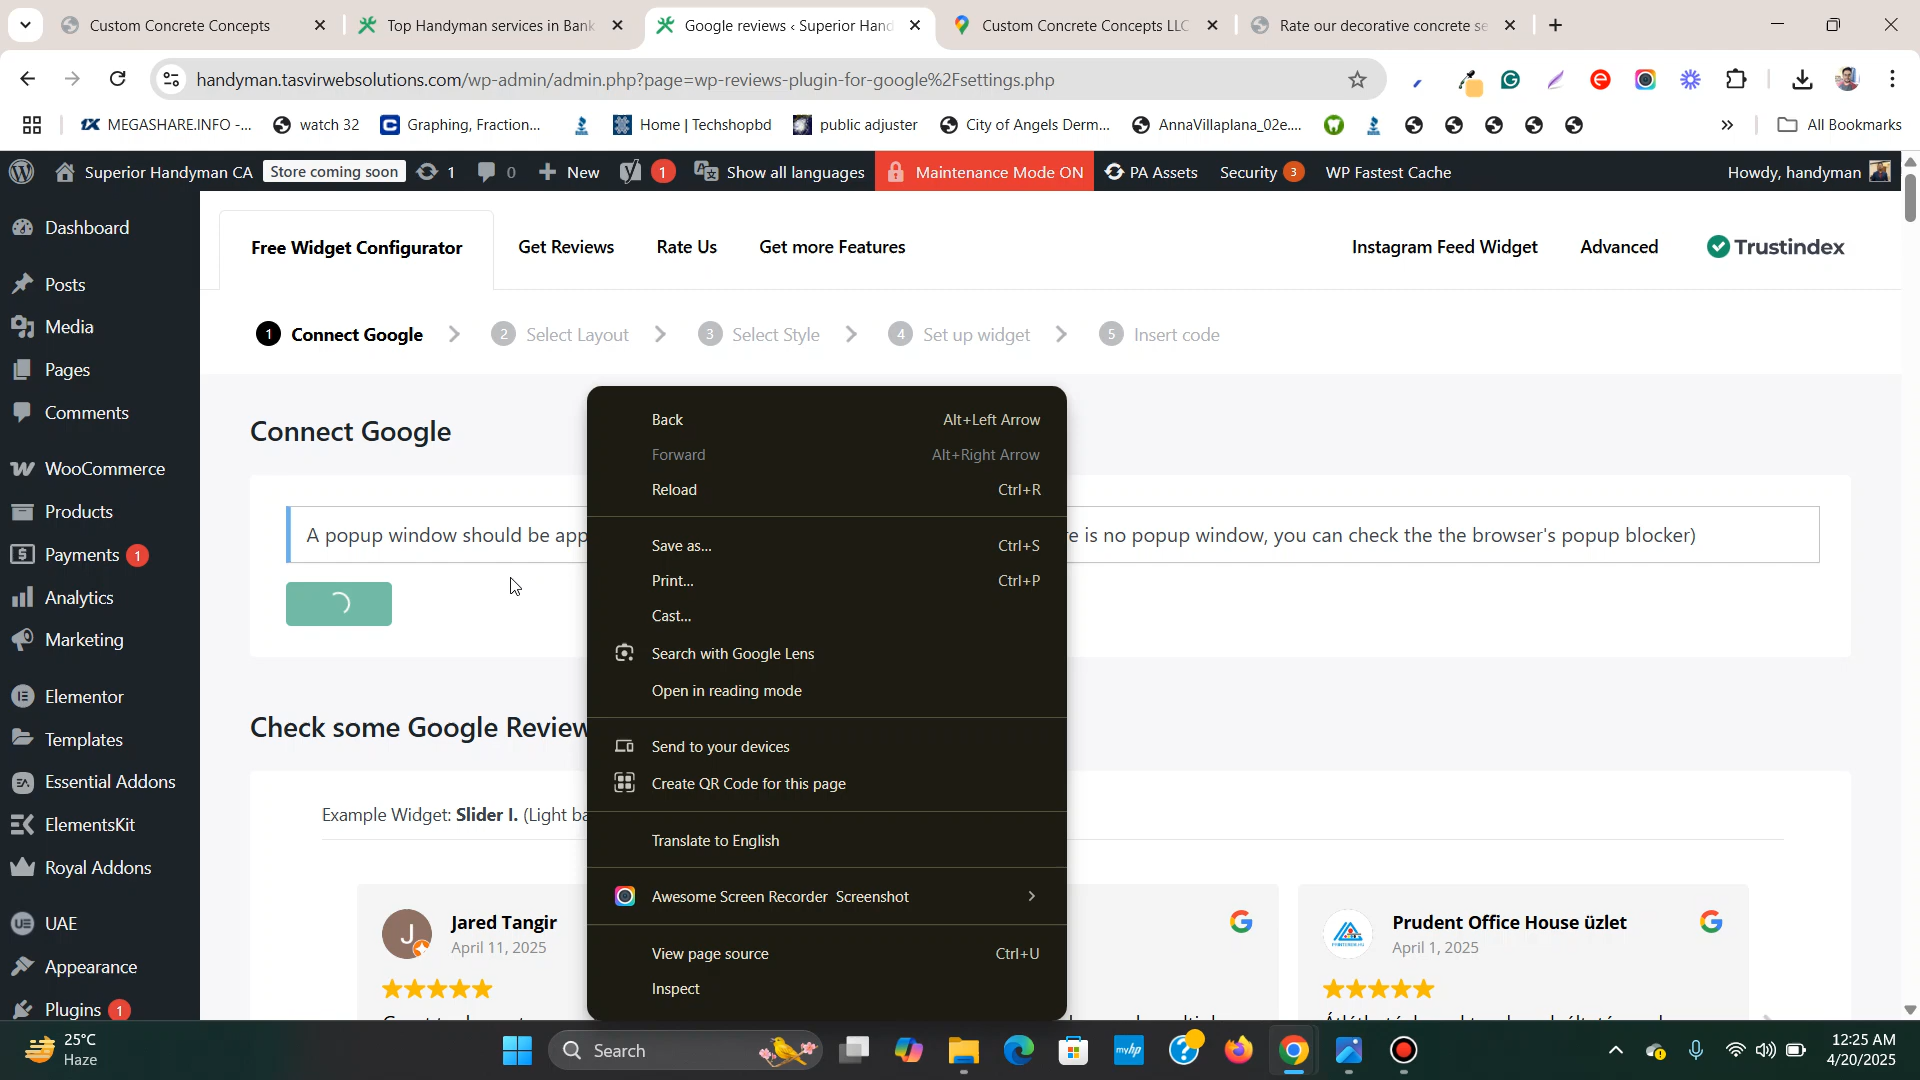 Custom Concrete Concepts
Top Handyman services in Bank
Google reviews ‹ Superior Hand
Custom Concrete Concepts LLC
Rate our decorative concrete se
handyman.tasvirwebsolutions.com/wp-admin/admin.php?page=wp-reviews-plugin-for-google%2Fsettings.php
MEGASHARE.INFO -...
watch 32
Graphing, Fraction...
Home | Techshopbd
public adjuster
City of Angels Derm...
AnnaVillaplana_02e....
All Bookmarks
Superior Handyman CA
Store coming soon
1
0
New
1
Show all languages
Maintenance Mode ON
PA Assets
Security 3
WP Fastest Cache
Howdy, handyman
Dashboard
Posts
Media
Pages
Comments
WooCommerce
Products
Payments 1
Analytics
Marketing
Elementor
Templates
Essential Addons
ElementsKit
Royal Addons
UAE
Appearance
Plugins 1
Free Widget Configurator
Get Reviews
Rate Us
Get more Features
Instagram Feed Widget
Advanced
Trustindex
1 Connect Google
2 Select Layout
3 Select Style
4 Set up widget
5 Insert code
Connect Google
A popup window should be app
e is no popup window, you can check the the browser's popup blocker)
Check some Google Review
Example Widget: Slider I. (Light ba
J
Jared Tangir
April 11, 2025
Prudent Office House üzlet
April 1, 2025
Back Alt+Left Arrow
Forward Alt+Right Arrow
Reload Ctrl+R
Save as... Ctrl+S
Print... Ctrl+P
Cast...
Search with Google Lens
Open in reading mode
Send to your devices
Create QR Code for this page
Translate to English
Awesome Screen Recorder Screenshot
View page source Ctrl+U
Inspect
25°C
Haze
Search
myhp
12:25 AM
4/20/2025